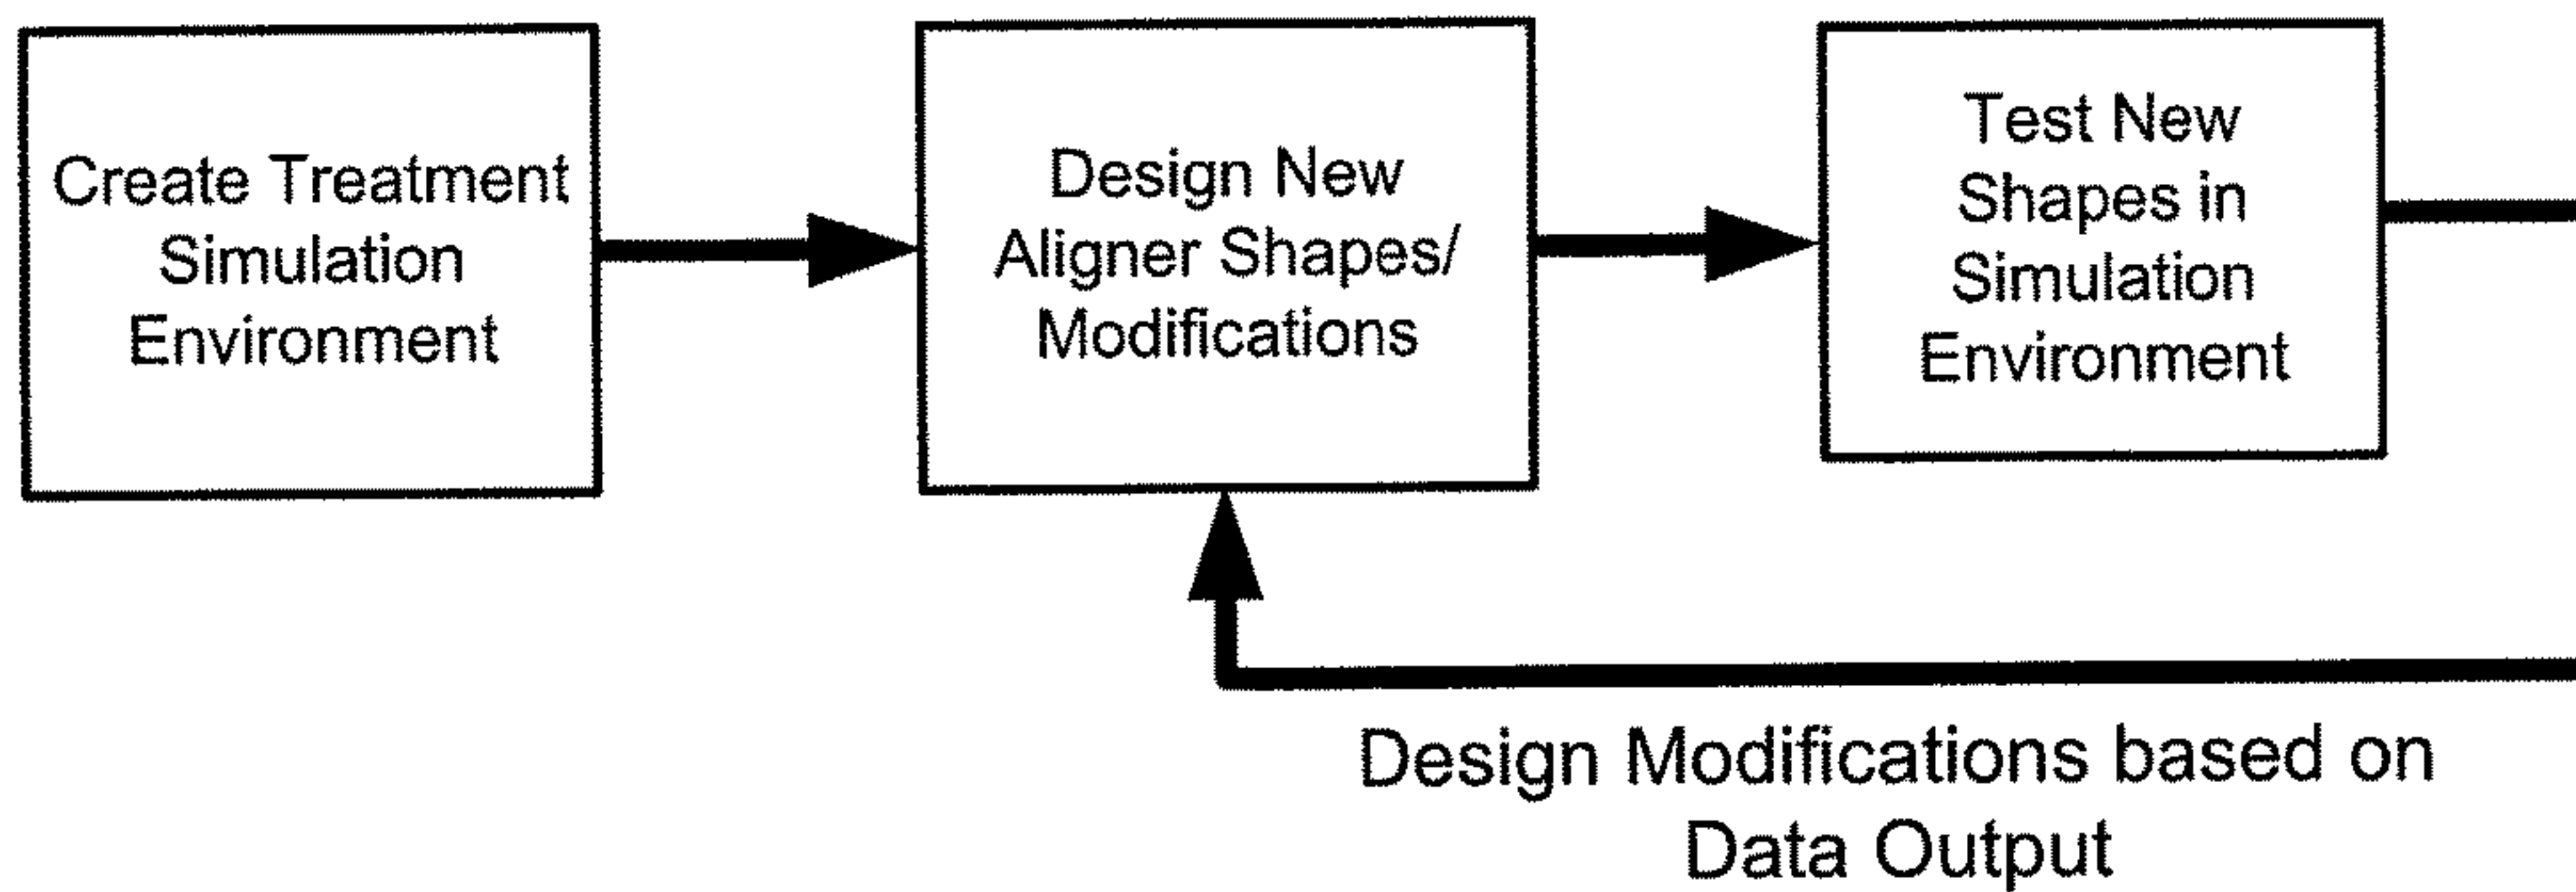 Create Treatment
Simulation
Environment
Design New
Aligner Shapes/
Modifications
Test New
Shapes in
Simulation
Environment
Design Modifications based on
Data Output